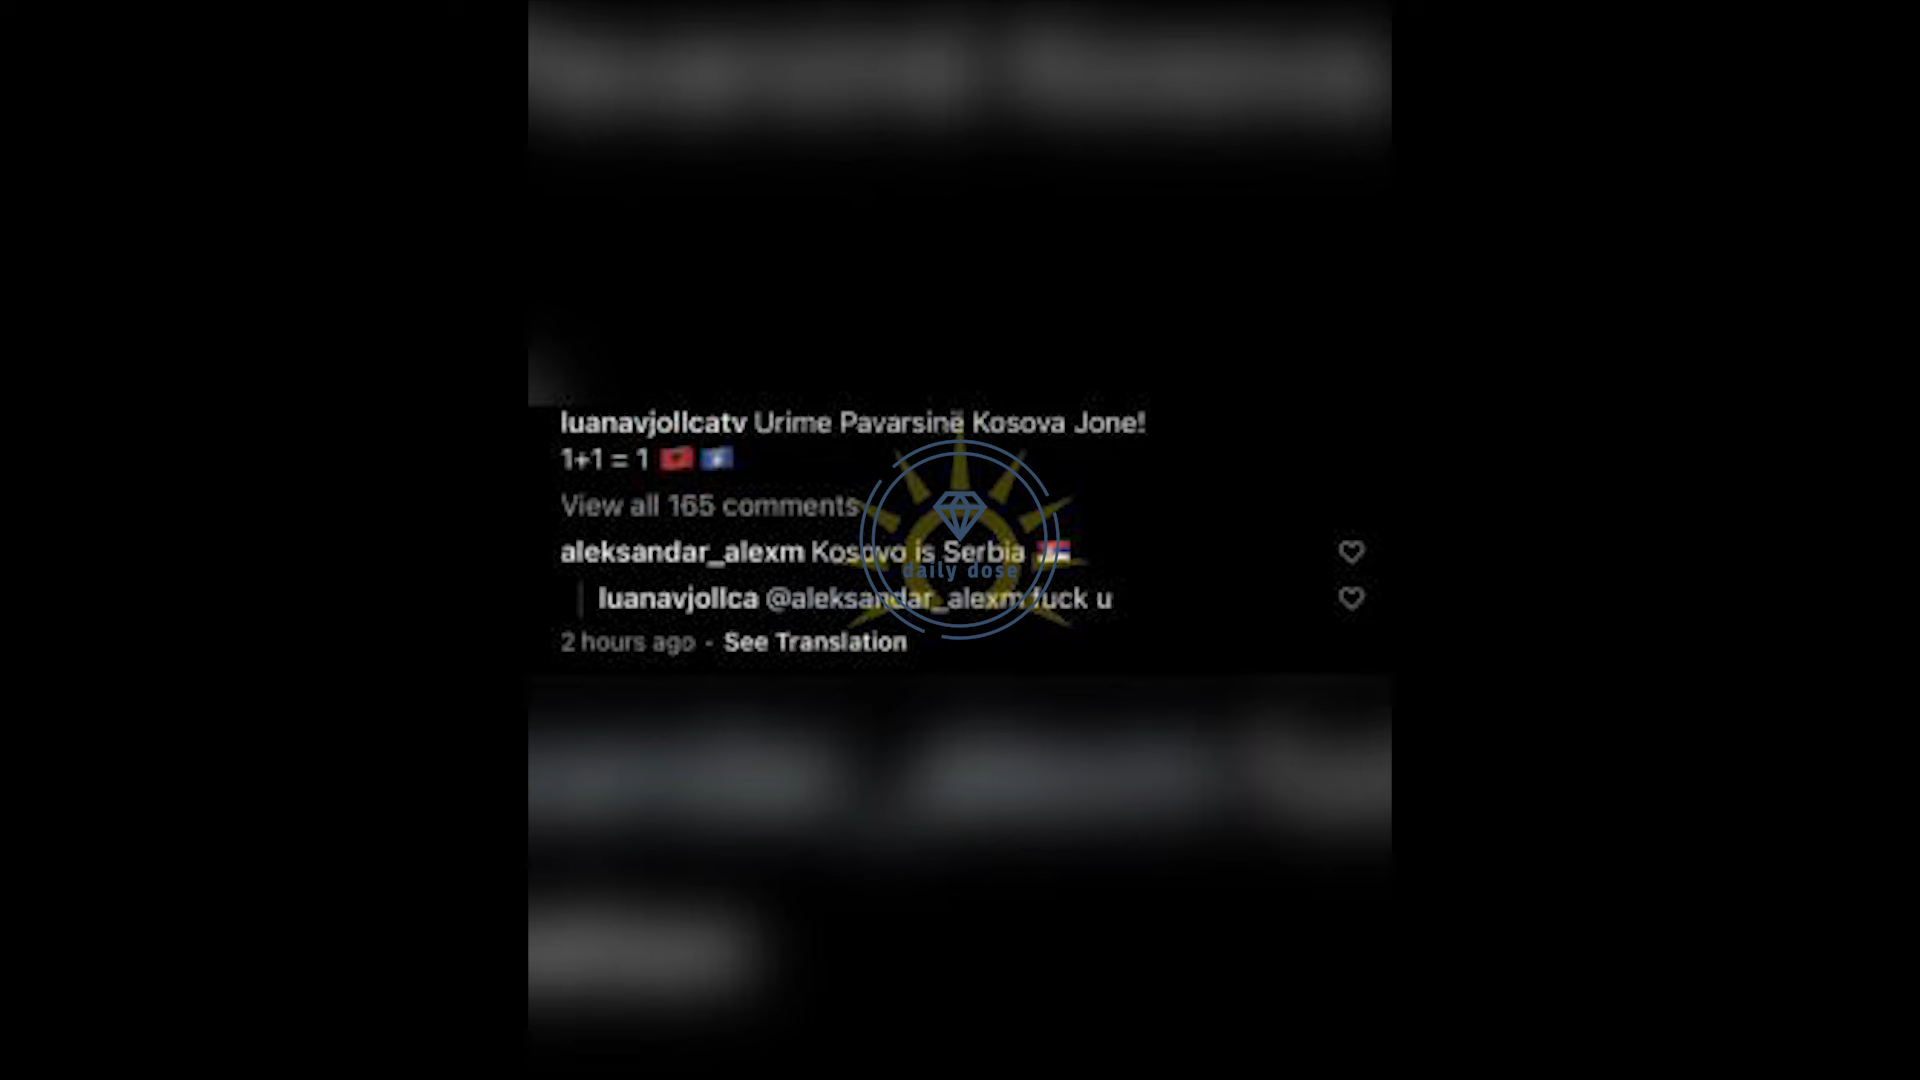 luanavjollcatv Urime Pavarsinë Kosova Jone!
1+1 = 1 🇦🇱 🇽🇰
View all 165 comments
aleksandar_alexm Kosovo is Serbia 🇷🇸
luanavjollca @aleksandar_alexm fuck u
2 hours ago · See Translation
daily dose